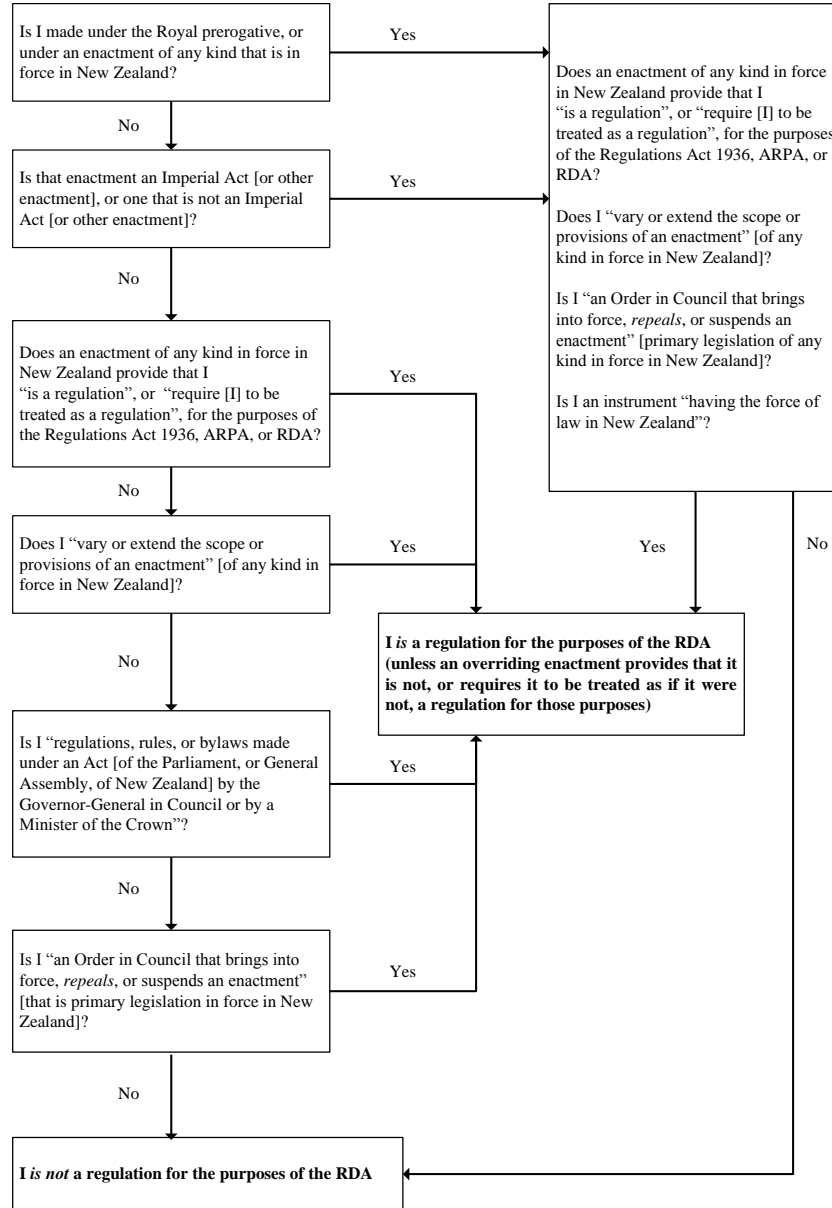 Is I made under the Royal prerogative, or
under an enactment of any kind that is in
force in New Zealand?
Yes
No
Is that enactment an Imperial Act [or other
enactment], or one that is not an Imperial
Act [or other enactment]?
Yes
No
Does an enactment of any kind in force
in New Zealand provide that I
“is a regulation”, or “require [I] to be
treated as a regulation”, for the purposes
of the Regulations Act 1936, ARPA, or
RDA?
Does I “vary or extend the scope or
provisions of an enactment” [of any
kind in force in New Zealand]?
Is I “an Order in Council that brings
into force, repeals, or suspends an
enactment” [primary legislation of any
kind in force in New Zealand]?
Is I an instrument “having the force of
law in New Zealand”?
Yes
No
Does an enactment of any kind in force in
New Zealand provide that I
“is a regulation”, or “require [I] to be
treated as a regulation”, for the purposes of
the Regulations Act 1936, ARPA, or RDA?
Yes
No
Does I “vary or extend the scope or
provisions of an enactment” [of any kind in
force in New Zealand]?
Yes
No
I is a regulation for the purposes of the RDA
(unless an overriding enactment provides that it
is not, or requires it to be treated as if it were
not, a regulation for those purposes)
Is I “regulations, rules, or bylaws made
under an Act [of the Parliament, or General
Assembly, of New Zealand] by the
Governor-General in Council or by a
Minister of the Crown”?
Yes
No
Is I “an Order in Council that brings into
force, repeals, or suspends an enactment”
[that is primary legislation in force in New
Zealand]?
Yes
No
I is not a regulation for the purposes of the RDA